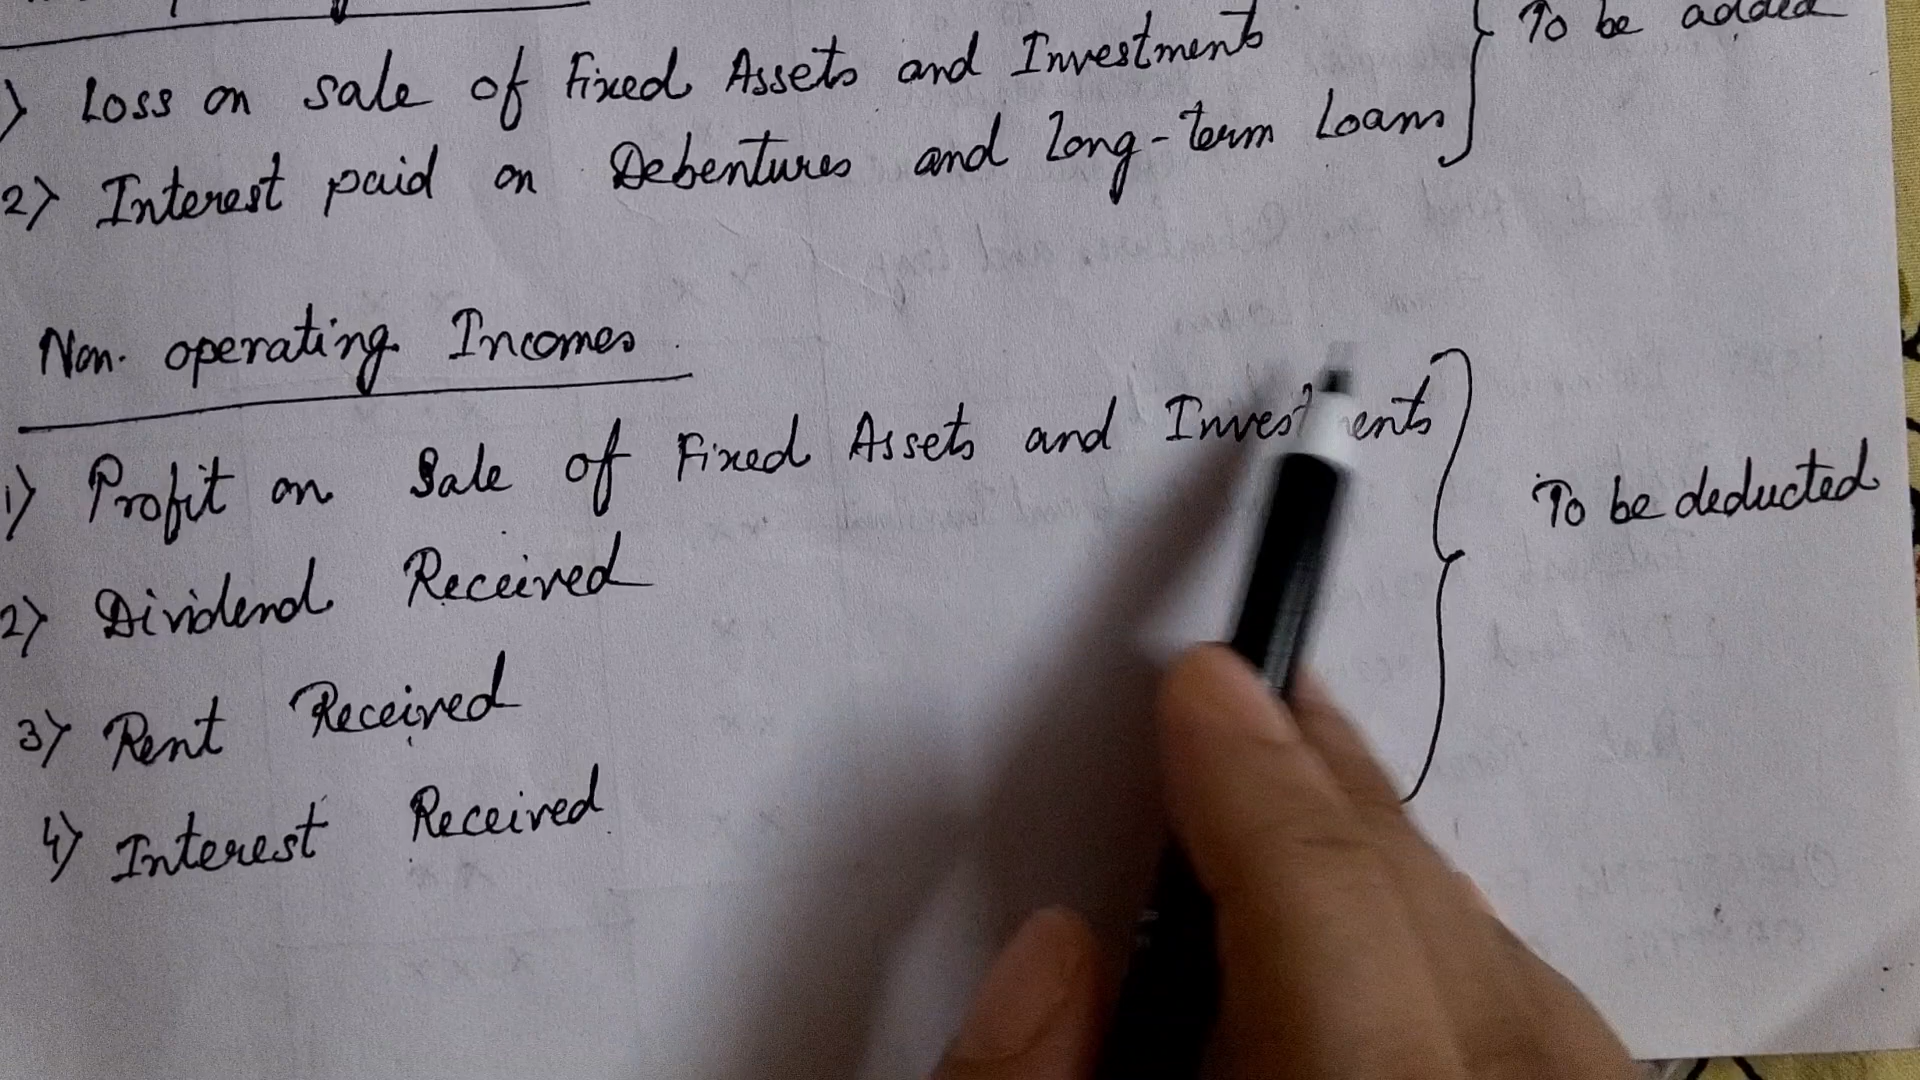 ) Loss on sale of Fixed Assets and Investment
2) Interest paid on Debentures and Long-term Loans
To be added
Non-operating Incomes
1) Profit on Sale of Fixed Assets and Investments
2) Dividend Received
3) Rent Received
4) Interest Received
To be deducted